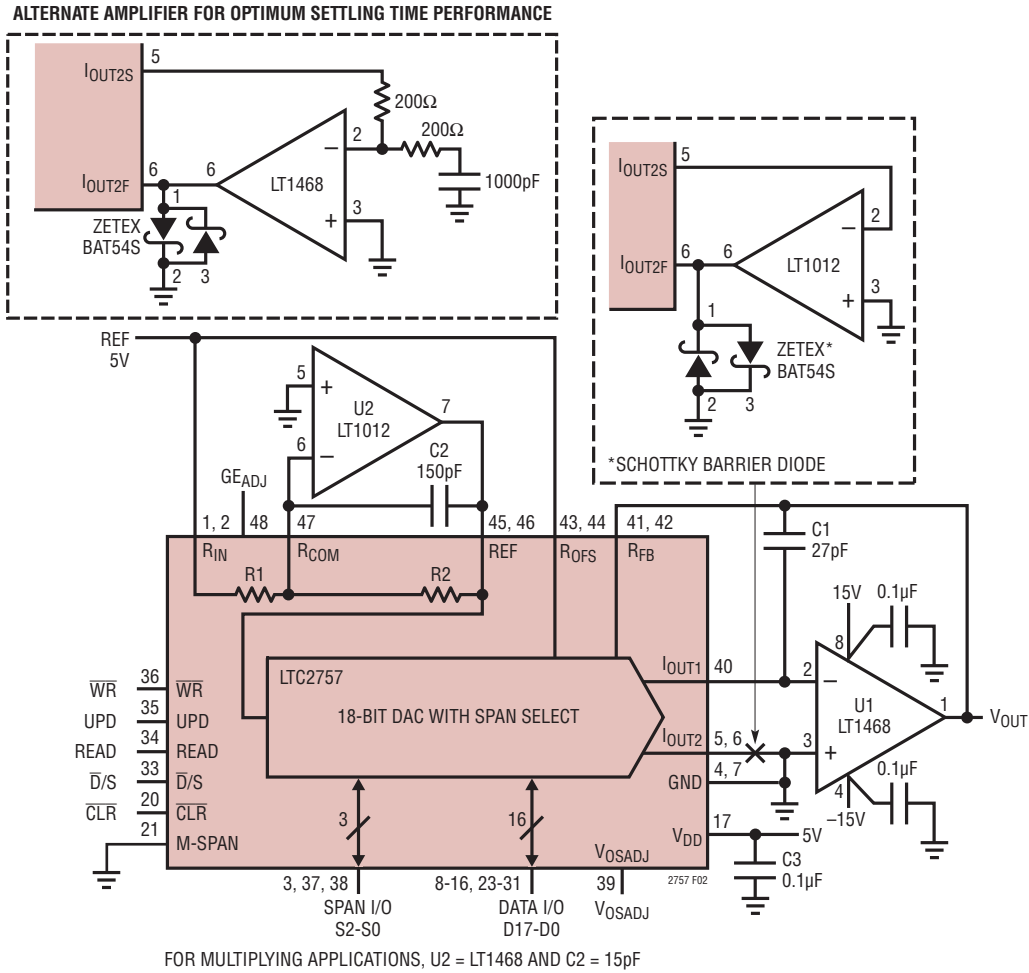 ALTERNATE AMPLIFIER FOR OPTIMUM SETTLING TIME PERFORMANCE
IOUT2S
5
200Ω
200Ω
2
−
LT1468
1000pF
IOUT2F
6
6
3
+
1
ZETEX
BAT54S
2
3
IOUT2S
5
2
−
LT1012
IOUT2F
6
6
3
+
1
ZETEX*
BAT54S
2
3
*SCHOTTKY BARRIER DIODE
REF
5V
5
+
U2
LT1012
7
6
−
C2
150pF
GEADJ
1, 2
48
47
45, 46
43, 44
41, 42
RIN
RCOM
REF
ROFS
RFB
R1
R2
C1
27pF
15V
0.1µF
8
LTC2757
18-BIT DAC WITH SPAN SELECT
IOUT1
40
2
−
U1
LT1468
1
VOUT
IOUT2
5, 6
3
+
GND
4, 7
4
−15V
0.1µF
WR
36
WR
UPD
35
UPD
READ
34
READ
D/S
33
D/S
CLR
20
CLR
21
M-SPAN
3
16
VDD
17
5V
C3
0.1µF
VOSADJ
2757 F02
3, 37, 38
8-16, 23-31
39
SPAN I/O
S2-S0
DATA I/O
D17-D0
VOSADJ
FOR MULTIPLYING APPLICATIONS, U2 = LT1468 AND C2 = 15pF